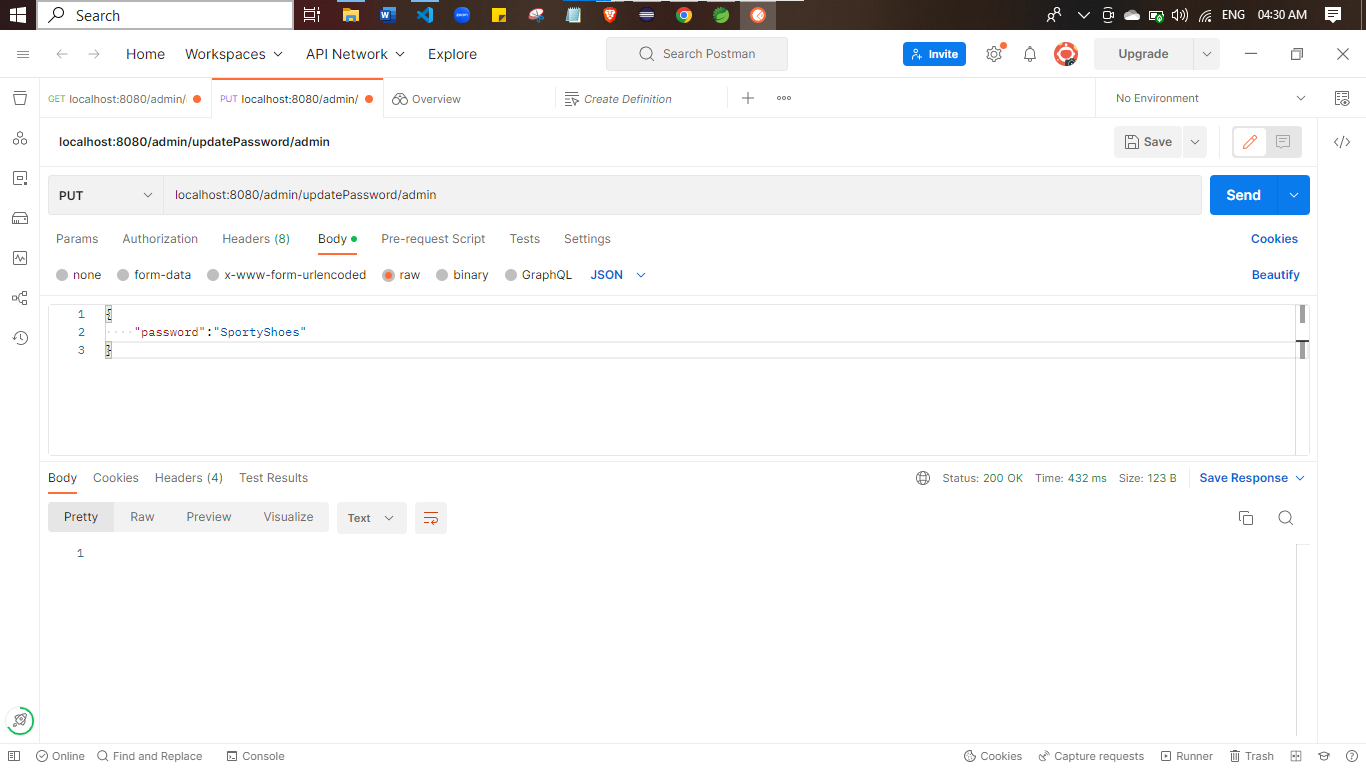 Search
ENG 04:30 AM
Home Workspaces API Network Explore
Search Postman
Invite
Upgrade
GET localhost:8080/admin/
PUT localhost:8080/admin/
Overview
Create Definition
No Environment
localhost:8080/admin/updatePassword/admin
Save
PUT localhost:8080/admin/updatePassword/admin
Send
Params Authorization Headers (8) Body Pre-request Script Tests Settings Cookies
none form-data x-www-form-urlencoded raw binary GraphQL JSON Beautify
1 {
2 "password":"SportyShoes"
3 }
Body Cookies Headers (4) Test Results Status: 200 OK Time: 432 ms Size: 123 B Save Response
Pretty Raw Preview Visualize Text
1
Online Find and Replace Console Cookies Capture requests Runner Trash